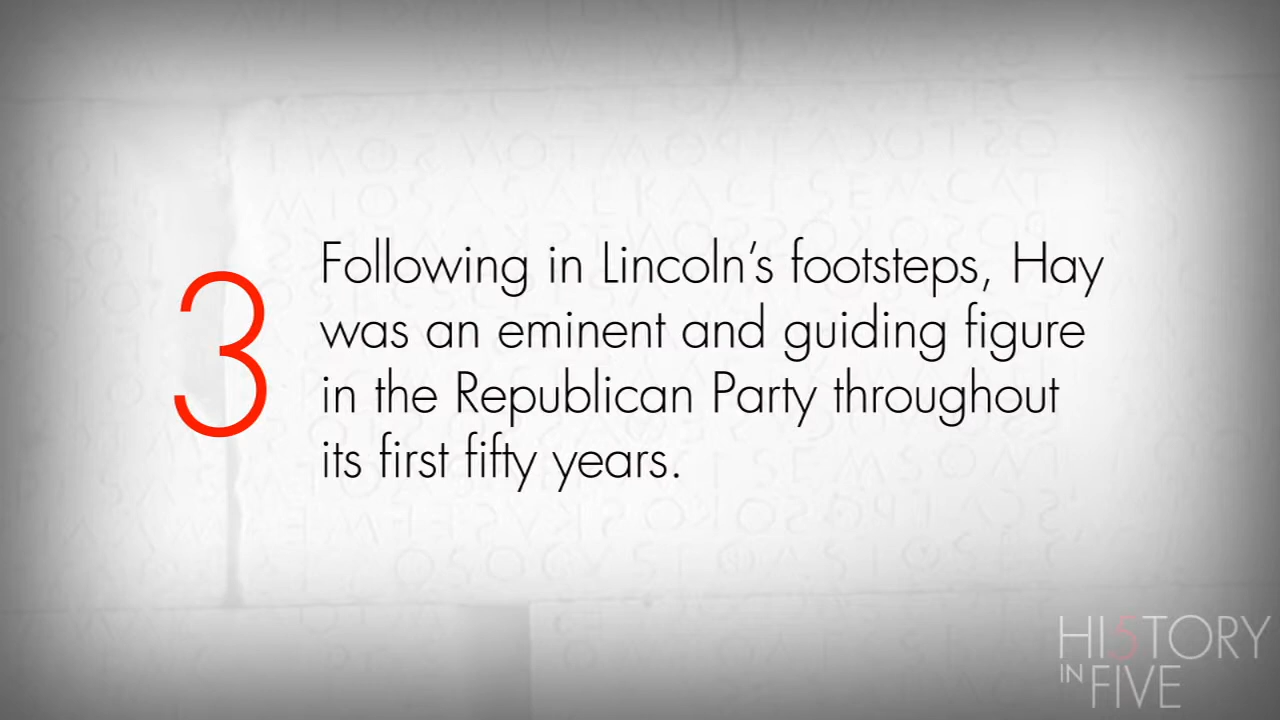 3
Following in Lincoln's footsteps, Hay
was an eminent and guiding figure
in the Republican Party throughout
its first fifty years.
HI5TORY
IN FIVE